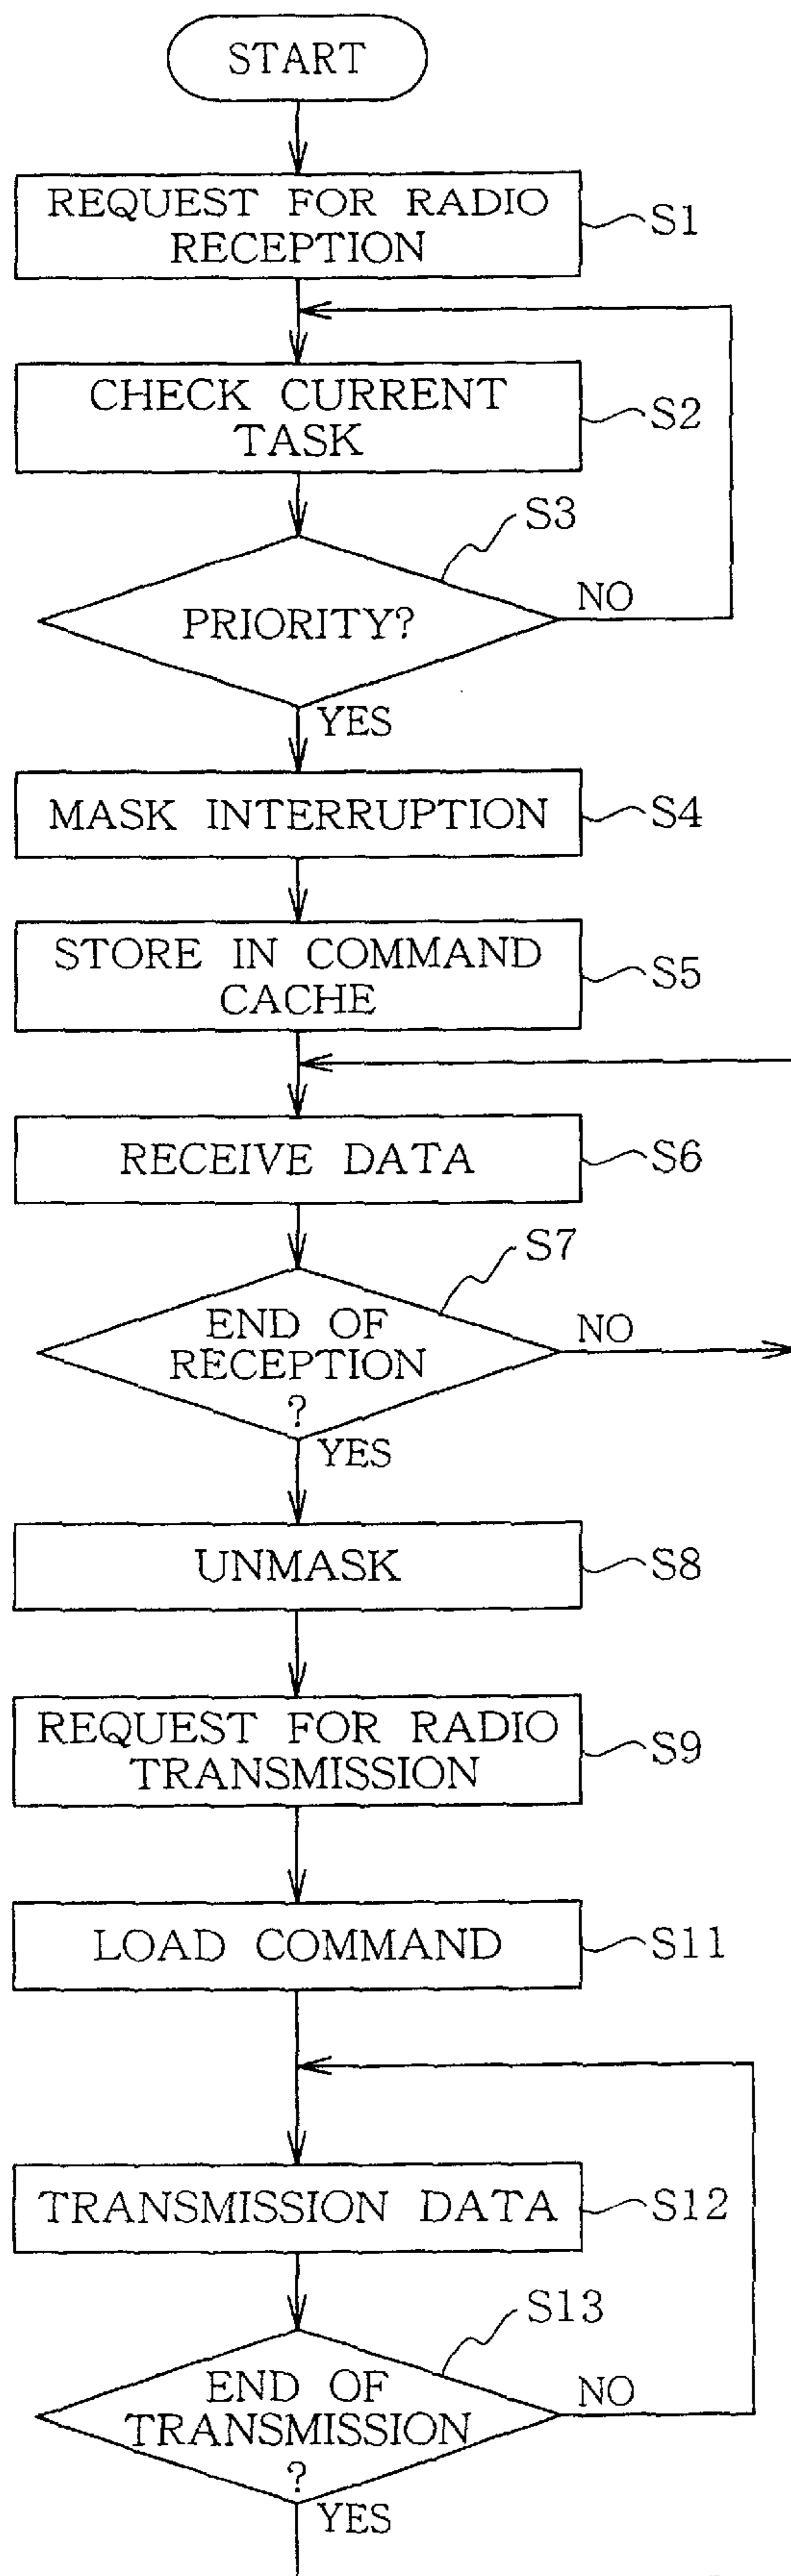 START
REQUEST FOR RADIO
RECEPTION
S1
CHECK CURRENT
TASK
S2
S3
PRIORITY?
NO
YES
MASK INTERRUPTION
S4
STORE IN COMMAND
CACHE
S5
RECEIVE DATA
S6
S7
END OF
RECEPTION
?
NO
YES
UNMASK
S8
REQUEST FOR RADIO
TRANSMISSION
S9
LOAD COMMAND
S11
TRANSMISSION DATA
S12
S13
END OF
TRANSMISSION
?
NO
YES